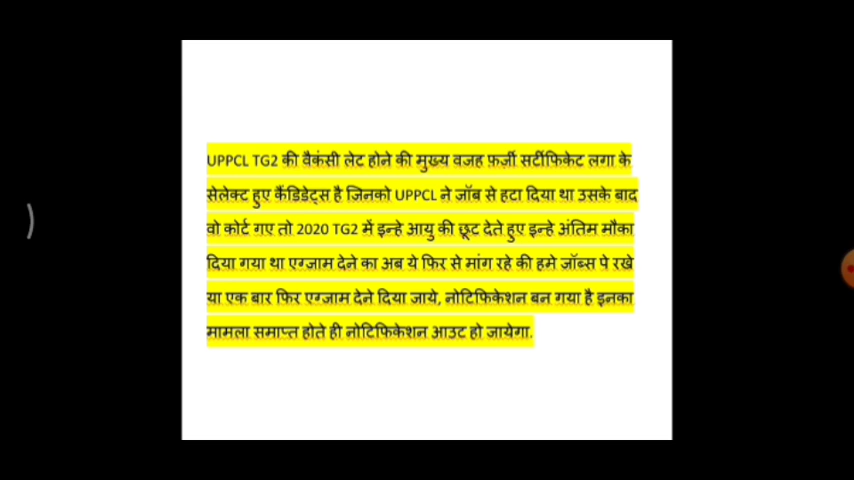 UPPCL TG2 की वैकंसी लेट होने की मुख्य वजह फ़र्ज़ी सर्टीफिकेट लगा के
सेलेक्ट हुए कैंडिडेट्स है जिनको UPPCL ने जॉब से हटा दिया था उसके बाद
वो कोर्ट गए तो 2020 TG2 में इन्हे आयु की छूट देते हुए इन्हे अंतिम मौका
दिया गया था एग्जाम देने का अब ये फिर से मांग रहे की हमे जॉब्स पे रखे
या एक बार फिर एग्जाम देने दिया जाये, नोटिफिकेशन बन गया है इनका
मामला समाप्त होते ही नोटिफिकेशन आउट हो जायेगा.